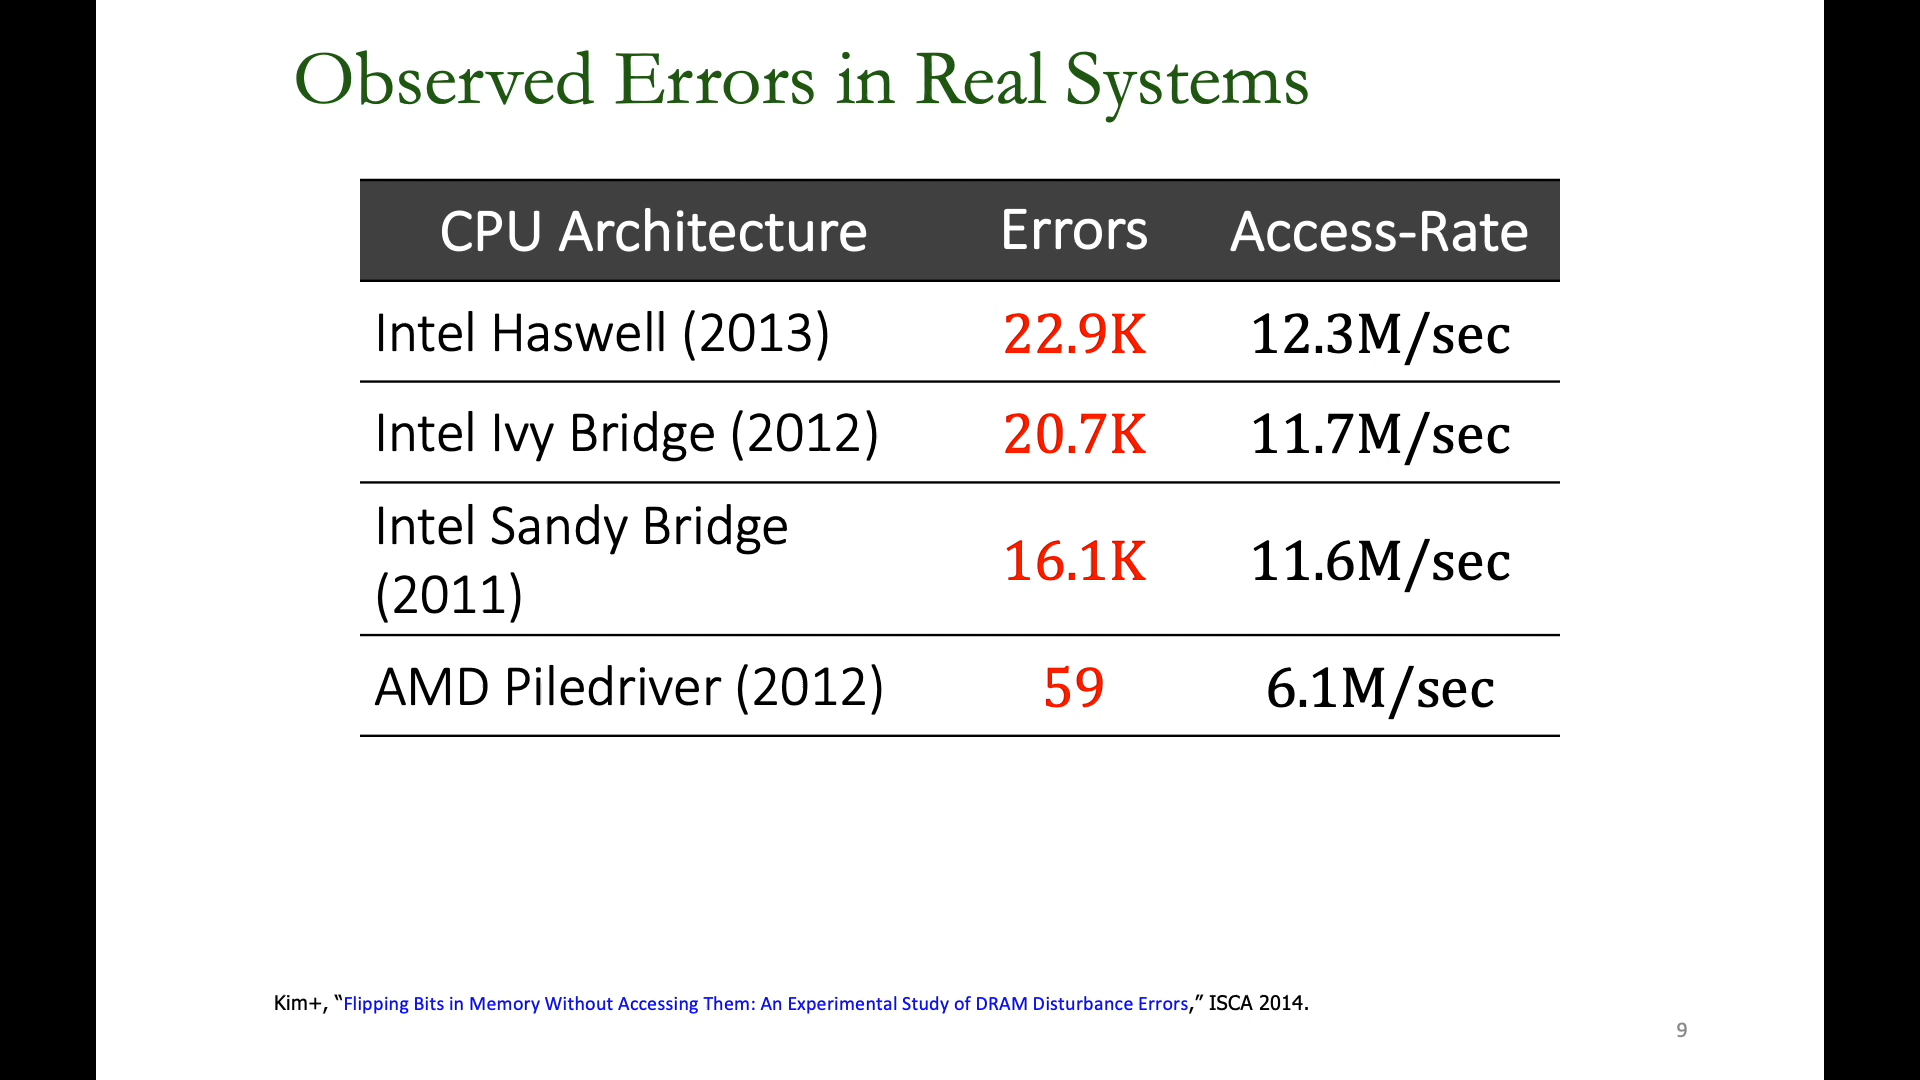 Observed Errors in Real Systems
CPU Architecture Errors Access-Rate
Intel Haswell (2013) 22.9K 12.3M/sec
Intel Ivy Bridge (2012) 20.7K 11.7M/sec
Intel Sandy Bridge
(2011) 16.1K 11.6M/sec
AMD Piledriver (2012) 59 6.1M/sec
Kim+, “Flipping Bits in Memory Without Accessing Them: An Experimental Study of DRAM Disturbance Errors,” ISCA 2014.
9